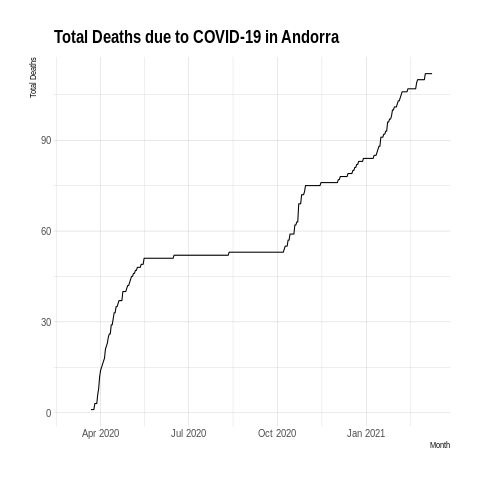 Total Deaths due to COVID-19 in Andorra
Total Deaths
90
60
30
0
Apr 2020 Jul 2020 Oct 2020 Jan 2021
Month